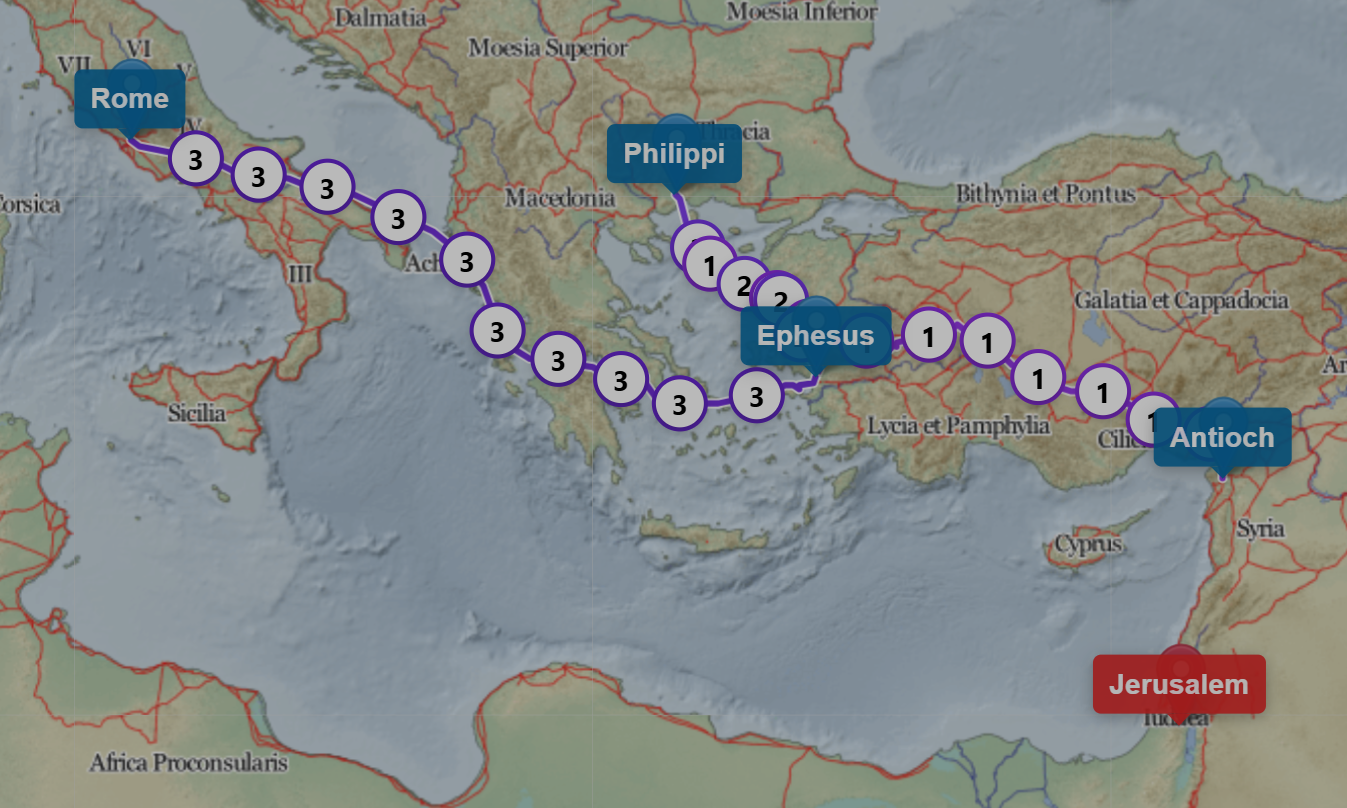 Dalmatia
Moesia Inferior
Moesia Superior
VI
VII
V
Rome
IV
Thracia
Philippi
3
3
3
3
Macedonia
Bithynia et Pontus
Corsica
1
2
2
3
Ach
III
Galatia et Cappadocia
3
Ephesus
1
1
3
3
1
1
3
3
1
Sicilia
Lycia et Pamphylia
Antioch
Cilic
Syria
Cyprus
Jerusalem
Iudaea
Africa Proconsularis